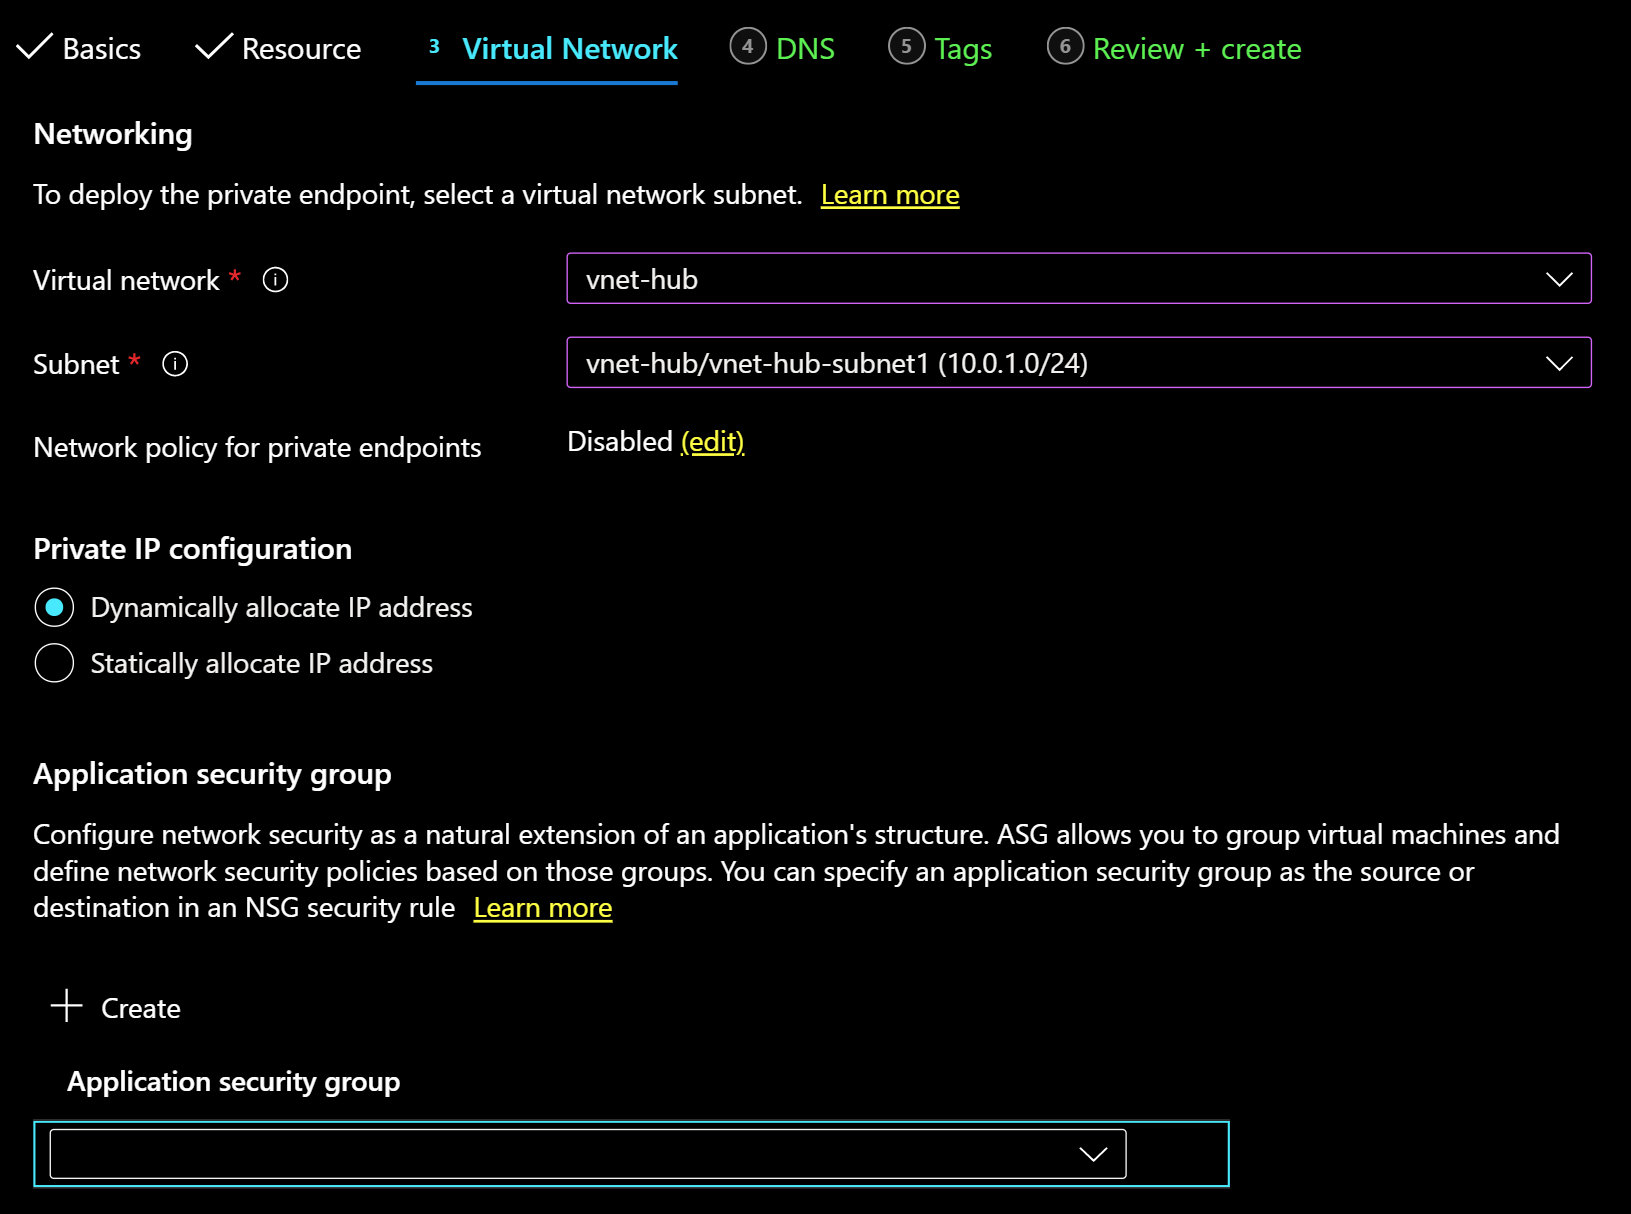 Basics Resource 3 Virtual Network 4 DNS 5 Tags 6 Review + create
Networking
To deploy the private endpoint, select a virtual network subnet. Learn more
Virtual network * i vnet-hub
Subnet * i vnet-hub/vnet-hub-subnet1 (10.0.1.0/24)
Network policy for private endpoints Disabled (edit)
Private IP configuration
Dynamically allocate IP address
Statically allocate IP address
Application security group
Configure network security as a natural extension of an application's structure. ASG allows you to group virtual machines and
define network security policies based on those groups. You can specify an application security group as the source or
destination in an NSG security rule Learn more
+ Create
Application security group